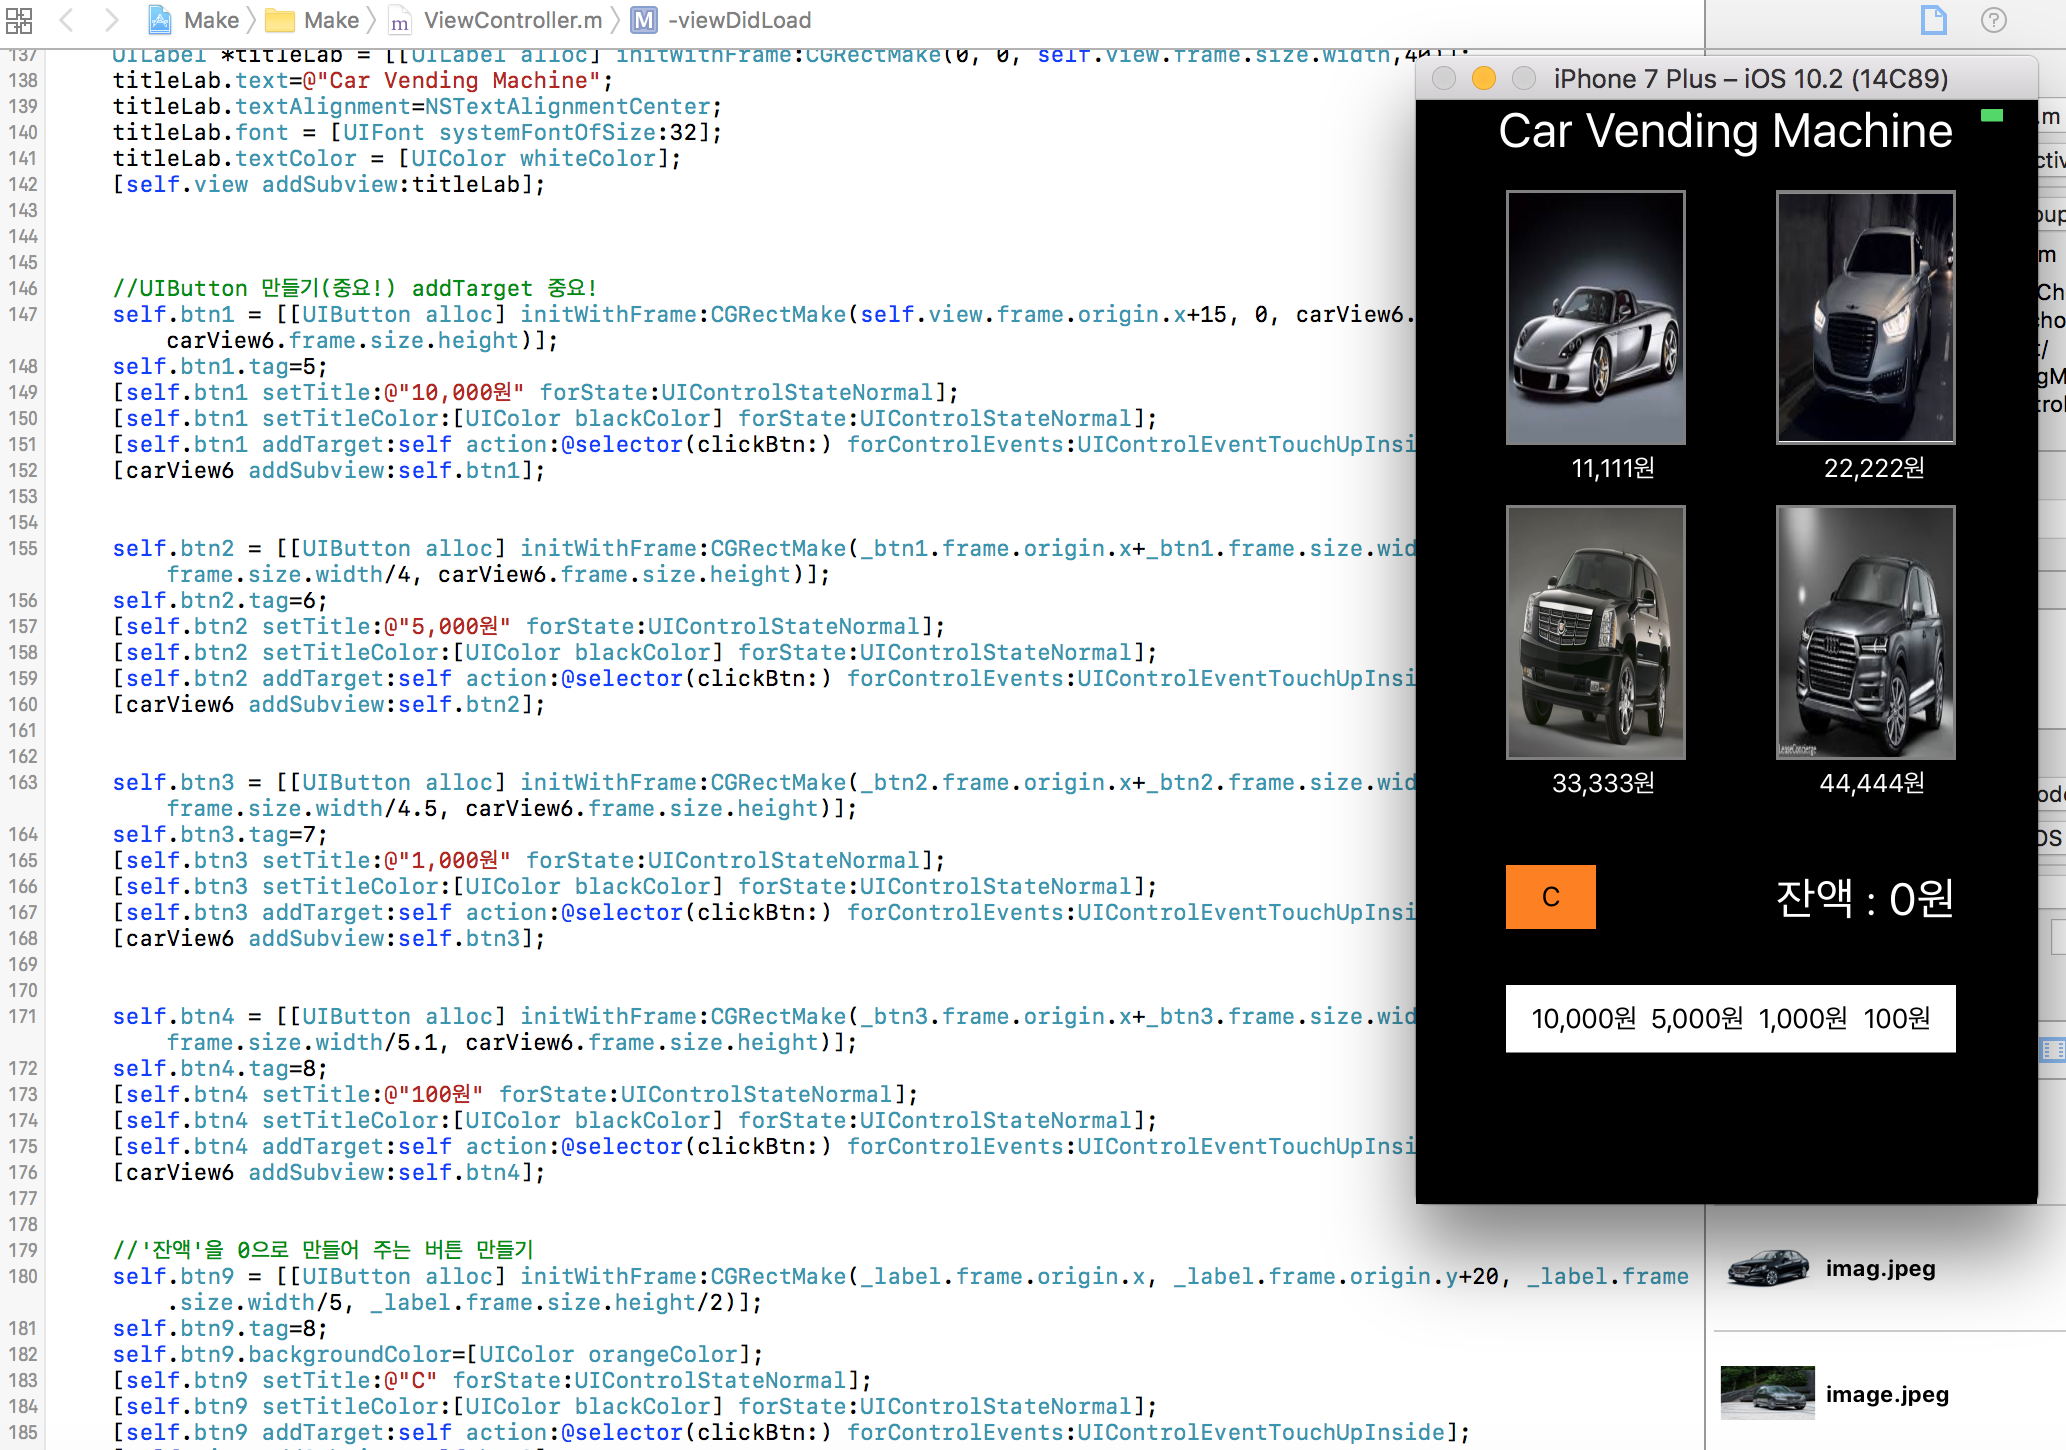 Make Make m ViewController.m M -viewDidLoad
137 UILabel *titleLab = [[UILabel alloc] initWithFrame:CGRectMake(0, 0, self.view.frame.size.width,40)];
138 titleLab.text=@"Car Vending Machine";
139 titleLab.textAlignment=NSTextAlignmentCenter;
140 titleLab.font = [UIFont systemFontOfSize:32];
141 titleLab.textColor = [UIColor whiteColor];
142 [self.view addSubview:titleLab];
143
144
145
146 //UIButton 만들기(중요!) addTarget 중요!
147 self.btn1 = [[UIButton alloc] initWithFrame:CGRectMake(self.view.frame.origin.x+15, 0, carView6.
carView6.frame.size.height)];
148 self.btn1.tag=5;
149 [self.btn1 setTitle:@"10,000원" forState:UIControlStateNormal];
150 [self.btn1 setTitleColor:[UIColor blackColor] forState:UIControlStateNormal];
151 [self.btn1 addTarget:self action:@selector(clickBtn:) forControlEvents:UIControlEventTouchUpInsi
152 [carView6 addSubview:self.btn1];
153
154
155 self.btn2 = [[UIButton alloc] initWithFrame:CGRectMake(_btn1.frame.origin.x+_btn1.frame.size.wid
frame.size.width/4, carView6.frame.size.height)];
156 self.btn2.tag=6;
157 [self.btn2 setTitle:@"5,000원" forState:UIControlStateNormal];
158 [self.btn2 setTitleColor:[UIColor blackColor] forState:UIControlStateNormal];
159 [self.btn2 addTarget:self action:@selector(clickBtn:) forControlEvents:UIControlEventTouchUpInsi
160 [carView6 addSubview:self.btn2];
161
162
163 self.btn3 = [[UIButton alloc] initWithFrame:CGRectMake(_btn2.frame.origin.x+_btn2.frame.size.wid
frame.size.width/4.5, carView6.frame.size.height)];
164 self.btn3.tag=7;
165 [self.btn3 setTitle:@"1,000원" forState:UIControlStateNormal];
166 [self.btn3 setTitleColor:[UIColor blackColor] forState:UIControlStateNormal];
167 [self.btn3 addTarget:self action:@selector(clickBtn:) forControlEvents:UIControlEventTouchUpInsi
168 [carView6 addSubview:self.btn3];
169
170
171 self.btn4 = [[UIButton alloc] initWithFrame:CGRectMake(_btn3.frame.origin.x+_btn3.frame.size.wid
frame.size.width/5.1, carView6.frame.size.height)];
172 self.btn4.tag=8;
173 [self.btn4 setTitle:@"100원" forState:UIControlStateNormal];
174 [self.btn4 setTitleColor:[UIColor blackColor] forState:UIControlStateNormal];
175 [self.btn4 addTarget:self action:@selector(clickBtn:) forControlEvents:UIControlEventTouchUpInsi
176 [carView6 addSubview:self.btn4];
177
178
179 //'잔액'을 0으로 만들어 주는 버튼 만들기
180 self.btn9 = [[UIButton alloc] initWithFrame:CGRectMake(_label.frame.origin.x, _label.frame.origin.y+20, _label.frame
.size.width/5, _label.frame.size.height/2)];
181 self.btn9.tag=8;
182 self.btn9.backgroundColor=[UIColor orangeColor];
183 [self.btn9 setTitle:@"C" forState:UIControlStateNormal];
184 [self.btn9 setTitleColor:[UIColor blackColor] forState:UIControlStateNormal];
185 [self.btn9 addTarget:self action:@selector(clickBtn:) forControlEvents:UIControlEventTouchUpInside];
iPhone 7 Plus – iOS 10.2 (14C89)
Car Vending Machine
11,111원 22,222원
LeaseConcierge
33,333원 44,444원
C 잔액 : 0원
10,000원 5,000원 1,000원 100원
imag.jpeg
image.jpeg